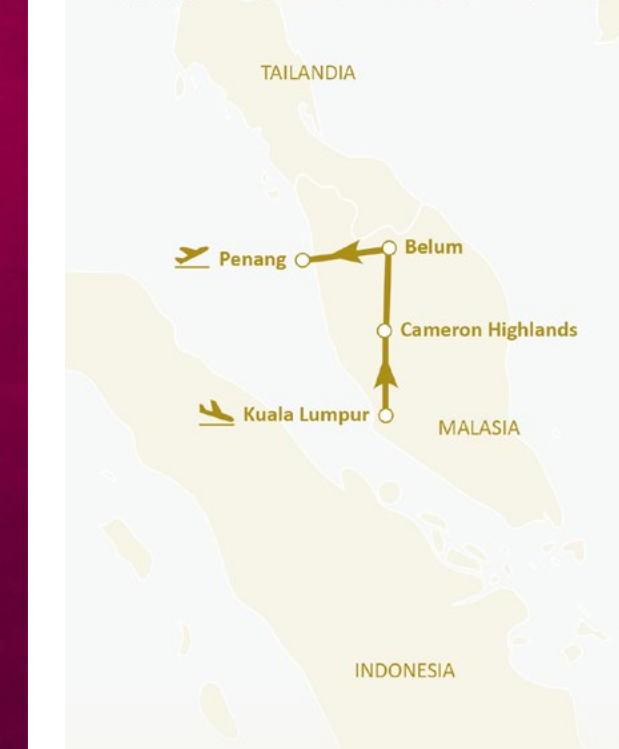 TAILANDIA
Belum
Penang
Cameron Highlands
Kuala Lumpur
MALASIA
INDONESIA